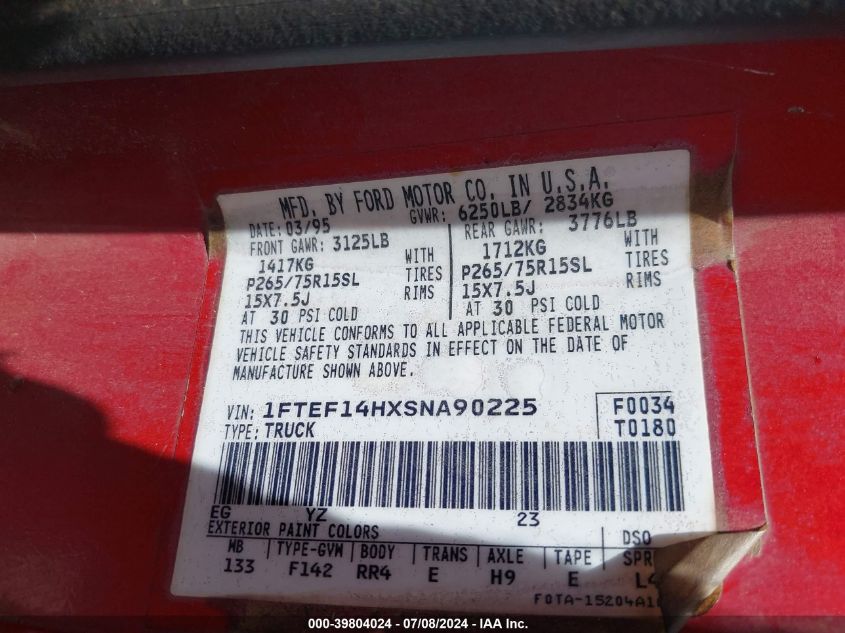 MFD. BY FORD MOTOR CO. IN U.S.A.
DATE: 03/95 GVWR: 6250LB/ 2834KG
FRONT GAWR: 3125LB REAR GAWR: 3776LB
1417KG WITH 1712KG WITH
P265/75R15SL TIRES P265/75R15SL TIRES
15X7.5J RIMS 15X7.5J RIMS
AT 30 PSI COLD AT 30 PSI COLD
THIS VEHICLE CONFORMS TO ALL APPLICABLE FEDERAL MOTOR
VEHICLE SAFETY STANDARDS IN EFFECT ON THE DATE OF
MANUFACTURE SHOWN ABOVE.
VIN: 1FTEF14HXSNA90225 F0034
TYPE: TRUCK T0180
EG YZ 23
EXTERIOR PAINT COLORS DSO
WB TYPE-GVW BODY TRANS AXLE TAPE SPR
133 F142 RR4 E H9 E L4
F0TA-15204A10
000-39804024 - 07/08/2024 - IAA Inc.